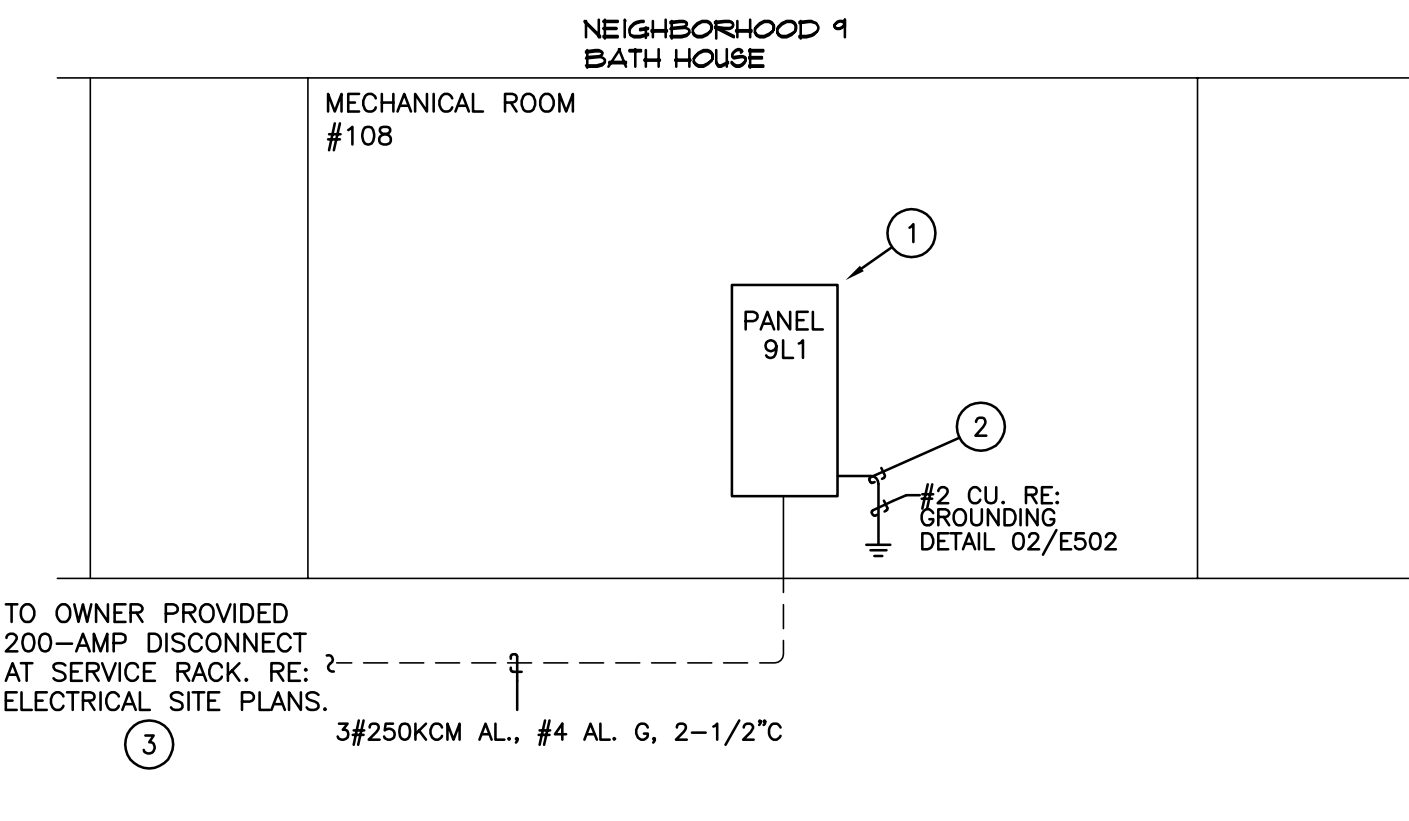 NEIGHBORHOOD 9
BATH HOUSE
MECHANICAL ROOM
#108
1
PANEL
9L1
2
#2 CU. RE:
GROUNDING
DETAIL 02/E502
TO OWNER PROVIDED
200-AMP DISCONNECT
AT SERVICE RACK. RE:
ELECTRICAL SITE PLANS.
3
3#250KCM AL., #4 AL. G, 2-1/2"C